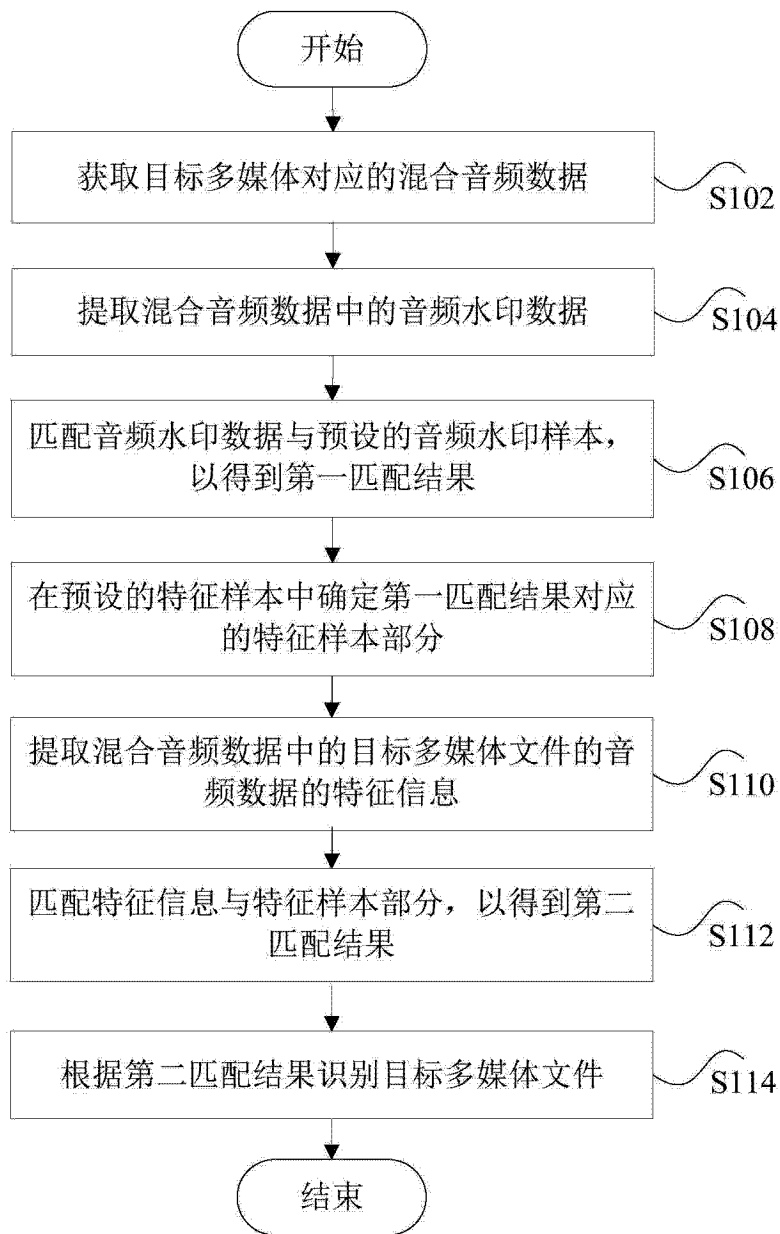 开始
获取目标多媒体对应的混合音频数据
S102
提取混合音频数据中的音频水印数据
S104
匹配音频水印数据与预设的音频水印样本，
以得到第一匹配结果
S106
在预设的特征样本中确定第一匹配结果对应
的特征样本部分
S108
提取混合音频数据中的目标多媒体文件的音
频数据的特征信息
S110
匹配特征信息与特征样本部分，以得到第二
匹配结果
S112
根据第二匹配结果识别目标多媒体文件
S114
结束